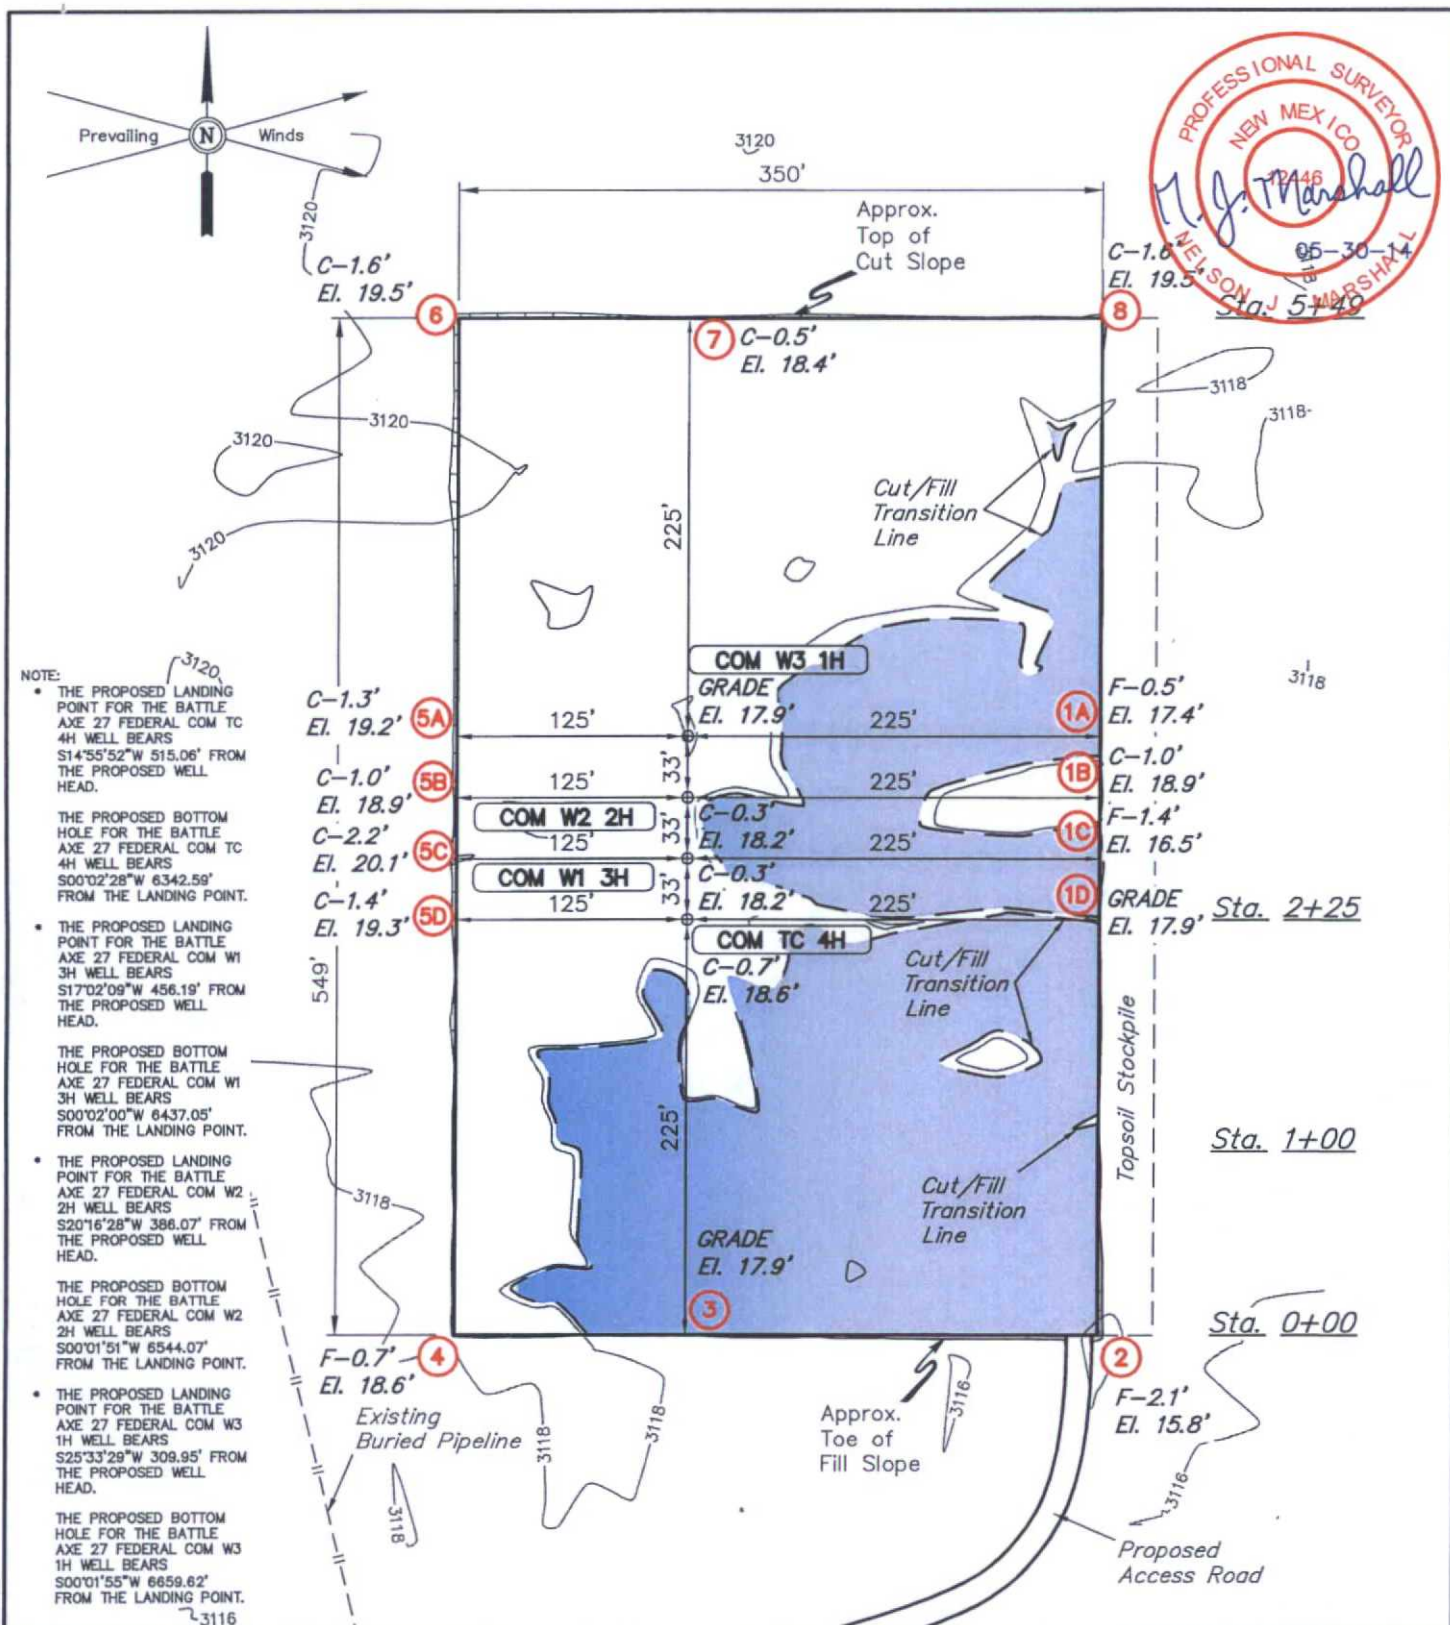 Prevailing
N
Winds
3120
350'
Approx.
Top of
Cut Slope
PROFESSIONAL SURVEYOR
NEW MEXICO
12446
N. J. Marshall
05-30-14
NELSON J. MARSHALL
3120
C-1.6'
El. 19.5'
6
7
C-0.5'
El. 18.4'
C-1.6'
El. 19.5'
8
Sta. 5+49
3120
3120
3120
3118
3118
225'
Cut/Fill
Transition
Line
NOTE:
• THE PROPOSED LANDING
POINT FOR THE BATTLE
AXE 27 FEDERAL COM TC
4H WELL BEARS
S14°55'52"W 515.06' FROM
THE PROPOSED WELL
HEAD.
THE PROPOSED BOTTOM
HOLE FOR THE BATTLE
AXE 27 FEDERAL COM TC
4H WELL BEARS
S00°02'28"W 6342.59'
FROM THE LANDING POINT.
• THE PROPOSED LANDING
POINT FOR THE BATTLE
AXE 27 FEDERAL COM W1
3H WELL BEARS
S17°02'09"W 456.19' FROM
THE PROPOSED WELL
HEAD.
THE PROPOSED BOTTOM
HOLE FOR THE BATTLE
AXE 27 FEDERAL COM W1
3H WELL BEARS
S00°02'00"W 6437.05'
FROM THE LANDING POINT.
• THE PROPOSED LANDING
POINT FOR THE BATTLE
AXE 27 FEDERAL COM W2
2H WELL BEARS
S20°16'28"W 386.07' FROM
THE PROPOSED WELL
HEAD.
THE PROPOSED BOTTOM
HOLE FOR THE BATTLE
AXE 27 FEDERAL COM W2
2H WELL BEARS
S00°01'51"W 6544.07'
FROM THE LANDING POINT.
• THE PROPOSED LANDING
POINT FOR THE BATTLE
AXE 27 FEDERAL COM W3
1H WELL BEARS
S25°33'29"W 309.95' FROM
THE PROPOSED WELL
HEAD.
THE PROPOSED BOTTOM
HOLE FOR THE BATTLE
AXE 27 FEDERAL COM W3
1H WELL BEARS
S00°01'55"W 6659.62'
FROM THE LANDING POINT.
3116
3120
C-1.3'
El. 19.2'
5A
125'
COM W3 1H
GRADE
El. 17.9'
225'
1A
F-0.5'
El. 17.4'
3118
C-1.0'
El. 18.9'
5B
125'
33'
225'
1B
C-1.0'
El. 18.9'
COM W2 2H
C-0.3'
El. 18.2'
C-2.2'
El. 20.1'
5C
125'
33'
225'
1C
F-1.4'
El. 16.5'
COM W1 3H
C-0.3'
El. 18.2'
C-1.4'
El. 19.3'
5D
125'
33'
225'
1D
GRADE
El. 17.9'
Sta. 2+25
COM TC 4H
C-0.7'
El. 18.6'
Cut/Fill
Transition
Line
549'
Topsoil Stockpile
225'
Sta. 1+00
Cut/Fill
Transition
Line
3118
GRADE
El. 17.9'
3
Sta. 0+00
F-0.7'
El. 18.6'
4
2
F-2.1'
El. 15.8'
Existing
Buried Pipeline
3118
3118
3118
Approx.
Toe of
Fill Slope
3116
3116
Proposed
Access Road